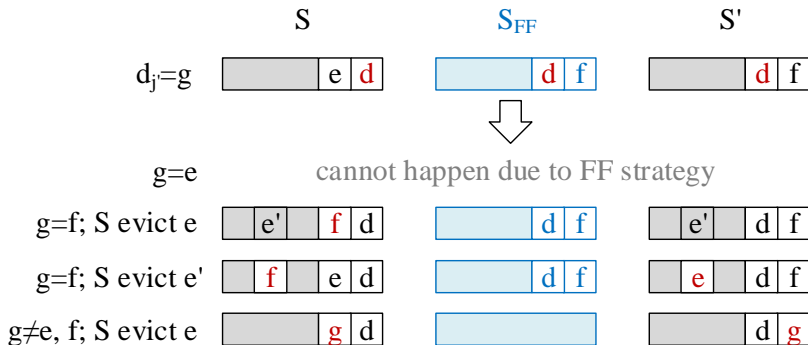 S S_FF S'
d_j'=g e d d f d f
g=e cannot happen due to FF strategy
g=f; S evict e e' f d d f e' d f
g=f; S evict e' f e d d f e d f
g≠e, f; S evict e g d d g